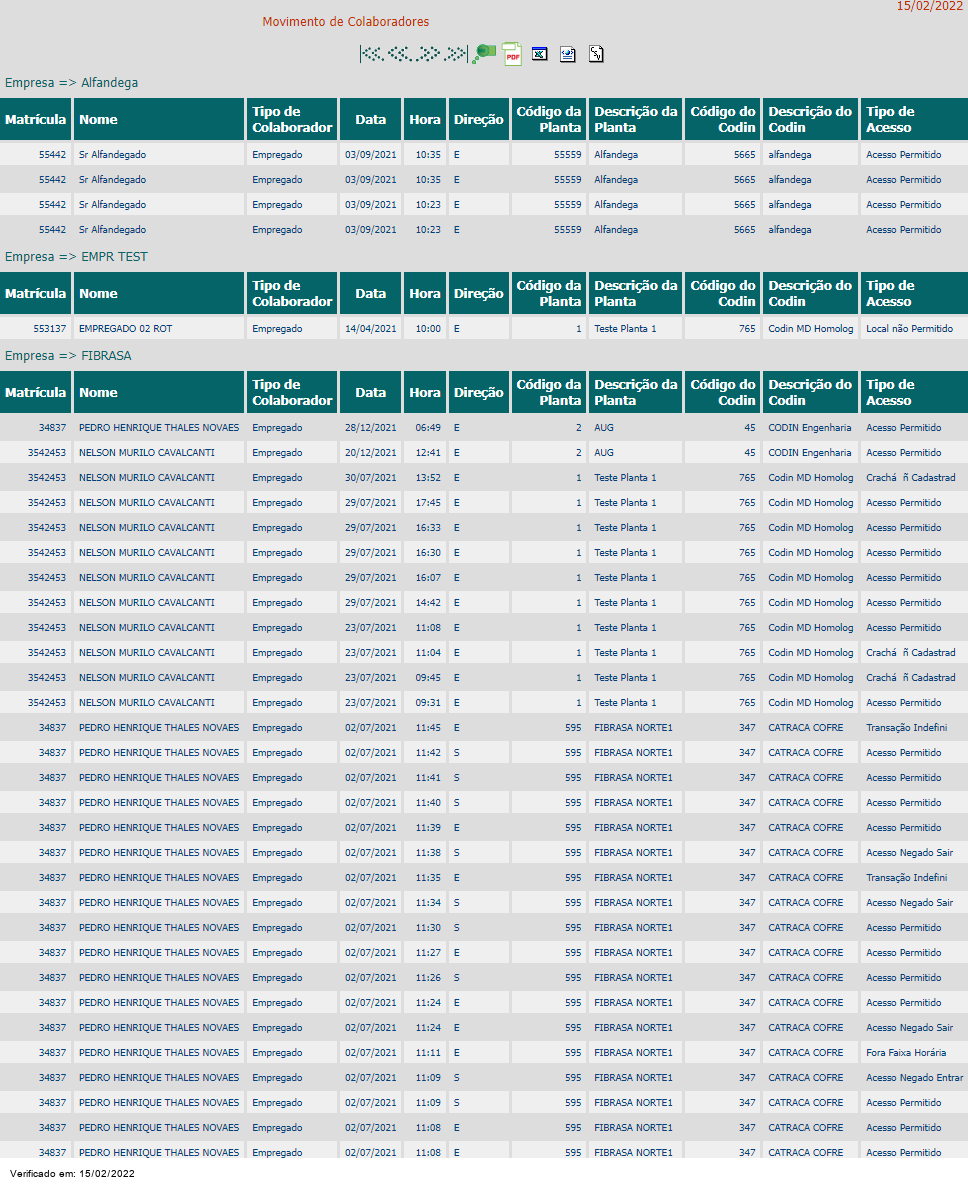 15/02/2022
Movimento de Colaboradores
PDF
Empresa => Alfandega
Matrícula Nome Tipo de Colaborador Data Hora Direção Código da Planta Descrição da Planta Código do Codin Descrição do Codin Tipo de Acesso
55442 Sr Alfandegado Empregado 03/09/2021 10:35 E 55559 Alfandega 5665 alfandega Acesso Permitido
55442 Sr Alfandegado Empregado 03/09/2021 10:35 E 55559 Alfandega 5665 alfandega Acesso Permitido
55442 Sr Alfandegado Empregado 03/09/2021 10:23 E 55559 Alfandega 5665 alfandega Acesso Permitido
55442 Sr Alfandegado Empregado 03/09/2021 10:23 E 55559 Alfandega 5665 alfandega Acesso Permitido
Empresa => EMPR TEST
Matrícula Nome Tipo de Colaborador Data Hora Direção Código da Planta Descrição da Planta Código do Codin Descrição do Codin Tipo de Acesso
553137 EMPREGADO 02 ROT Empregado 14/04/2021 10:00 E 1 Teste Planta 1 765 Codin MD Homolog Local não Permitido
Empresa => FIBRASA
Matrícula Nome Tipo de Colaborador Data Hora Direção Código da Planta Descrição da Planta Código do Codin Descrição do Codin Tipo de Acesso
34837 PEDRO HENRIQUE THALES NOVAES Empregado 28/12/2021 06:49 E 2 AUG 45 CODIN Engenharia Acesso Permitido
3542453 NELSON MURILO CAVALCANTI Empregado 20/12/2021 12:41 E 2 AUG 45 CODIN Engenharia Acesso Permitido
3542453 NELSON MURILO CAVALCANTI Empregado 30/07/2021 13:52 E 1 Teste Planta 1 765 Codin MD Homolog Crachá ñ Cadastrad
3542453 NELSON MURILO CAVALCANTI Empregado 29/07/2021 17:45 E 1 Teste Planta 1 765 Codin MD Homolog Acesso Permitido
3542453 NELSON MURILO CAVALCANTI Empregado 29/07/2021 16:33 E 1 Teste Planta 1 765 Codin MD Homolog Acesso Permitido
3542453 NELSON MURILO CAVALCANTI Empregado 29/07/2021 16:30 E 1 Teste Planta 1 765 Codin MD Homolog Acesso Permitido
3542453 NELSON MURILO CAVALCANTI Empregado 29/07/2021 16:07 E 1 Teste Planta 1 765 Codin MD Homolog Acesso Permitido
3542453 NELSON MURILO CAVALCANTI Empregado 29/07/2021 14:42 E 1 Teste Planta 1 765 Codin MD Homolog Acesso Permitido
3542453 NELSON MURILO CAVALCANTI Empregado 23/07/2021 11:08 E 1 Teste Planta 1 765 Codin MD Homolog Acesso Permitido
3542453 NELSON MURILO CAVALCANTI Empregado 23/07/2021 11:04 E 1 Teste Planta 1 765 Codin MD Homolog Crachá ñ Cadastrad
3542453 NELSON MURILO CAVALCANTI Empregado 23/07/2021 09:45 E 1 Teste Planta 1 765 Codin MD Homolog Crachá ñ Cadastrad
3542453 NELSON MURILO CAVALCANTI Empregado 23/07/2021 09:31 E 1 Teste Planta 1 765 Codin MD Homolog Acesso Permitido
34837 PEDRO HENRIQUE THALES NOVAES Empregado 02/07/2021 11:45 E 595 FIBRASA NORTE1 347 CATRACA COFRE Transação Indefini
34837 PEDRO HENRIQUE THALES NOVAES Empregado 02/07/2021 11:42 S 595 FIBRASA NORTE1 347 CATRACA COFRE Acesso Permitido
34837 PEDRO HENRIQUE THALES NOVAES Empregado 02/07/2021 11:41 S 595 FIBRASA NORTE1 347 CATRACA COFRE Acesso Permitido
34837 PEDRO HENRIQUE THALES NOVAES Empregado 02/07/2021 11:40 S 595 FIBRASA NORTE1 347 CATRACA COFRE Acesso Permitido
34837 PEDRO HENRIQUE THALES NOVAES Empregado 02/07/2021 11:39 E 595 FIBRASA NORTE1 347 CATRACA COFRE Acesso Permitido
34837 PEDRO HENRIQUE THALES NOVAES Empregado 02/07/2021 11:38 S 595 FIBRASA NORTE1 347 CATRACA COFRE Acesso Negado Sair
34837 PEDRO HENRIQUE THALES NOVAES Empregado 02/07/2021 11:35 E 595 FIBRASA NORTE1 347 CATRACA COFRE Transação Indefini
34837 PEDRO HENRIQUE THALES NOVAES Empregado 02/07/2021 11:34 S 595 FIBRASA NORTE1 347 CATRACA COFRE Acesso Negado Sair
34837 PEDRO HENRIQUE THALES NOVAES Empregado 02/07/2021 11:30 S 595 FIBRASA NORTE1 347 CATRACA COFRE Acesso Permitido
34837 PEDRO HENRIQUE THALES NOVAES Empregado 02/07/2021 11:27 E 595 FIBRASA NORTE1 347 CATRACA COFRE Acesso Permitido
34837 PEDRO HENRIQUE THALES NOVAES Empregado 02/07/2021 11:26 S 595 FIBRASA NORTE1 347 CATRACA COFRE Acesso Permitido
34837 PEDRO HENRIQUE THALES NOVAES Empregado 02/07/2021 11:24 E 595 FIBRASA NORTE1 347 CATRACA COFRE Acesso Permitido
34837 PEDRO HENRIQUE THALES NOVAES Empregado 02/07/2021 11:24 E 595 FIBRASA NORTE1 347 CATRACA COFRE Acesso Negado Sair
34837 PEDRO HENRIQUE THALES NOVAES Empregado 02/07/2021 11:11 E 595 FIBRASA NORTE1 347 CATRACA COFRE Fora Faixa Horária
34837 PEDRO HENRIQUE THALES NOVAES Empregado 02/07/2021 11:09 S 595 FIBRASA NORTE1 347 CATRACA COFRE Acesso Negado Entrar
34837 PEDRO HENRIQUE THALES NOVAES Empregado 02/07/2021 11:09 S 595 FIBRASA NORTE1 347 CATRACA COFRE Acesso Permitido
34837 PEDRO HENRIQUE THALES NOVAES Empregado 02/07/2021 11:08 E 595 FIBRASA NORTE1 347 CATRACA COFRE Acesso Permitido
34837 PEDRO HENRIQUE THALES NOVAES Empregado 02/07/2021 11:08 E 595 FIBRASA NORTE1 347 CATRACA COFRE Acesso Permitido
Verificado em: 15/02/2022